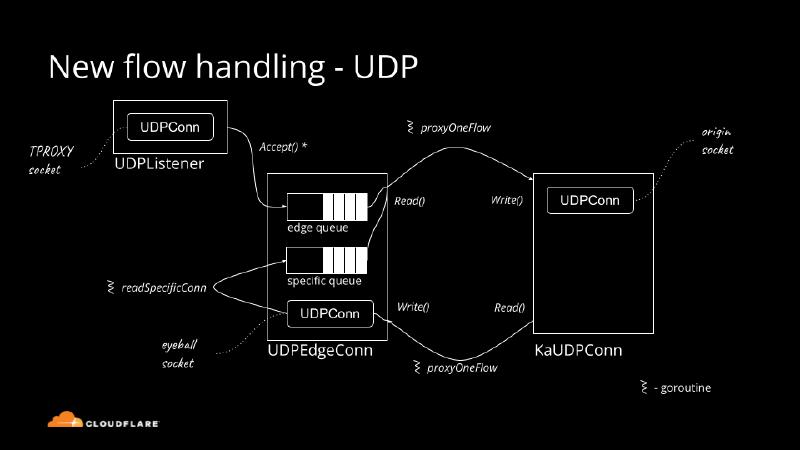 New flow handling - UDP
UDPConn
UDPListener
TPROXY
socket
Accept() *
proxyOneFlow
origin
socket
Read()
Write()
UDPConn
edge queue
specific queue
readSpecificConn
UDPConn
Write()
Read()
eyeball
socket
UDPEdgeConn
KaUDPConn
proxyOneFlow
- goroutine
CLOUDFLARE